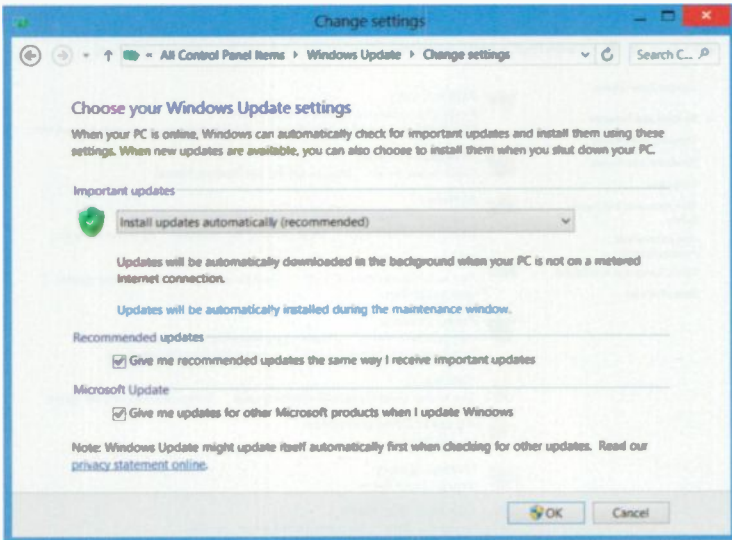 Change settings
« All Control Panel Items Windows Update Change settings Search C...
Choose your Windows Update settings
When your PC is online, Windows can automatically check for important updates and install them using these
settings. When new updates are available, you can also choose to install them when you shut down your PC.
Important updates
Install updates automatically (recommended)
Updates will be automatically downloaded in the background when your PC is not on a metered
Internet connection.
Updates will be automatically installed during the maintenance window.
Recommended updates
Give me recommended updates the same way I receive important updates
Microsoft Update
Give me updates for other Microsoft products when I update Windows
Note: Windows Update might update itself automatically first when checking for other updates. Read our
privacy statement online.
OK Cancel